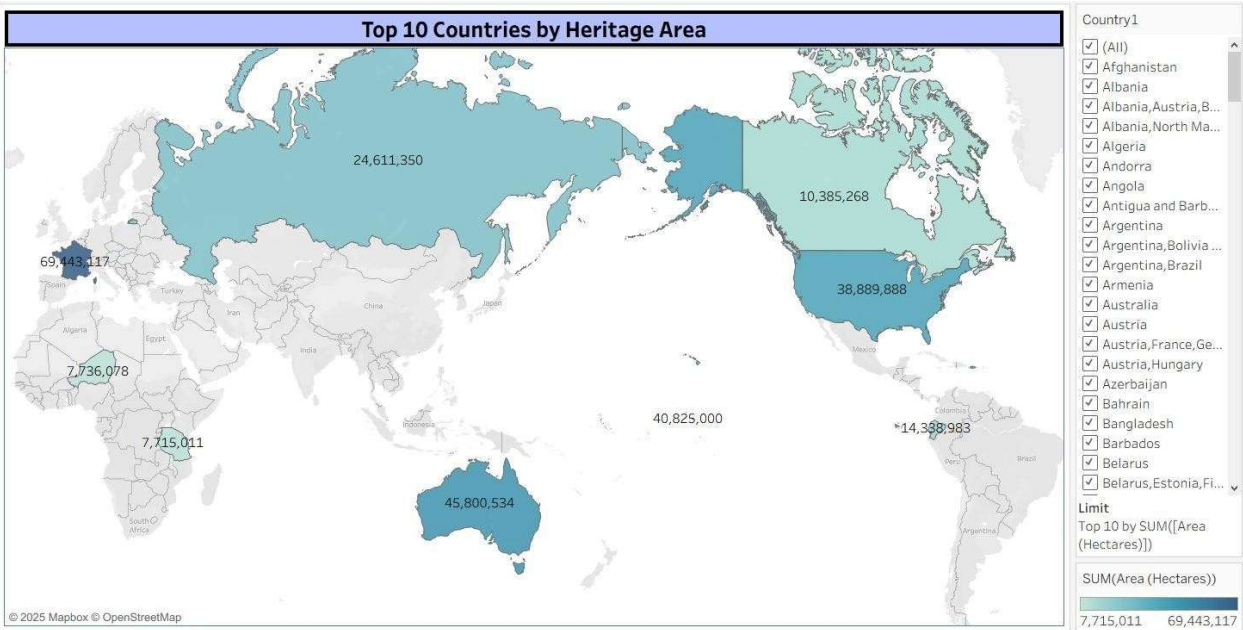 Top 10 Countries by Heritage Area
24,611,350
10,385,268
69,443,117
38,889,888
Spain
Turkey
China
Japan
Iran
Algeria
Egypt
India
Mexico
7,736,078
40,825,000
Colombia
14,338,983
Indonesia
7,715,011
Peru
Brazil
45,800,534
South
Africa
Argentina
© 2025 Mapbox © OpenStreetMap
Country1
(All)
Afghanistan
Albania
Albania,Austria,B...
Albania,North Ma...
Algeria
Andorra
Angola
Antigua and Barb...
Argentina
Argentina,Bolivia ...
Argentina,Brazil
Armenia
Australia
Austria
Austria,France,Ge...
Austria,Hungary
Azerbaijan
Bahrain
Bangladesh
Barbados
Belarus
Belarus,Estonia,Fi...
Limit
Top 10 by SUM([Area
(Hectares)])
SUM(Area (Hectares))
7,715,011 69,443,117